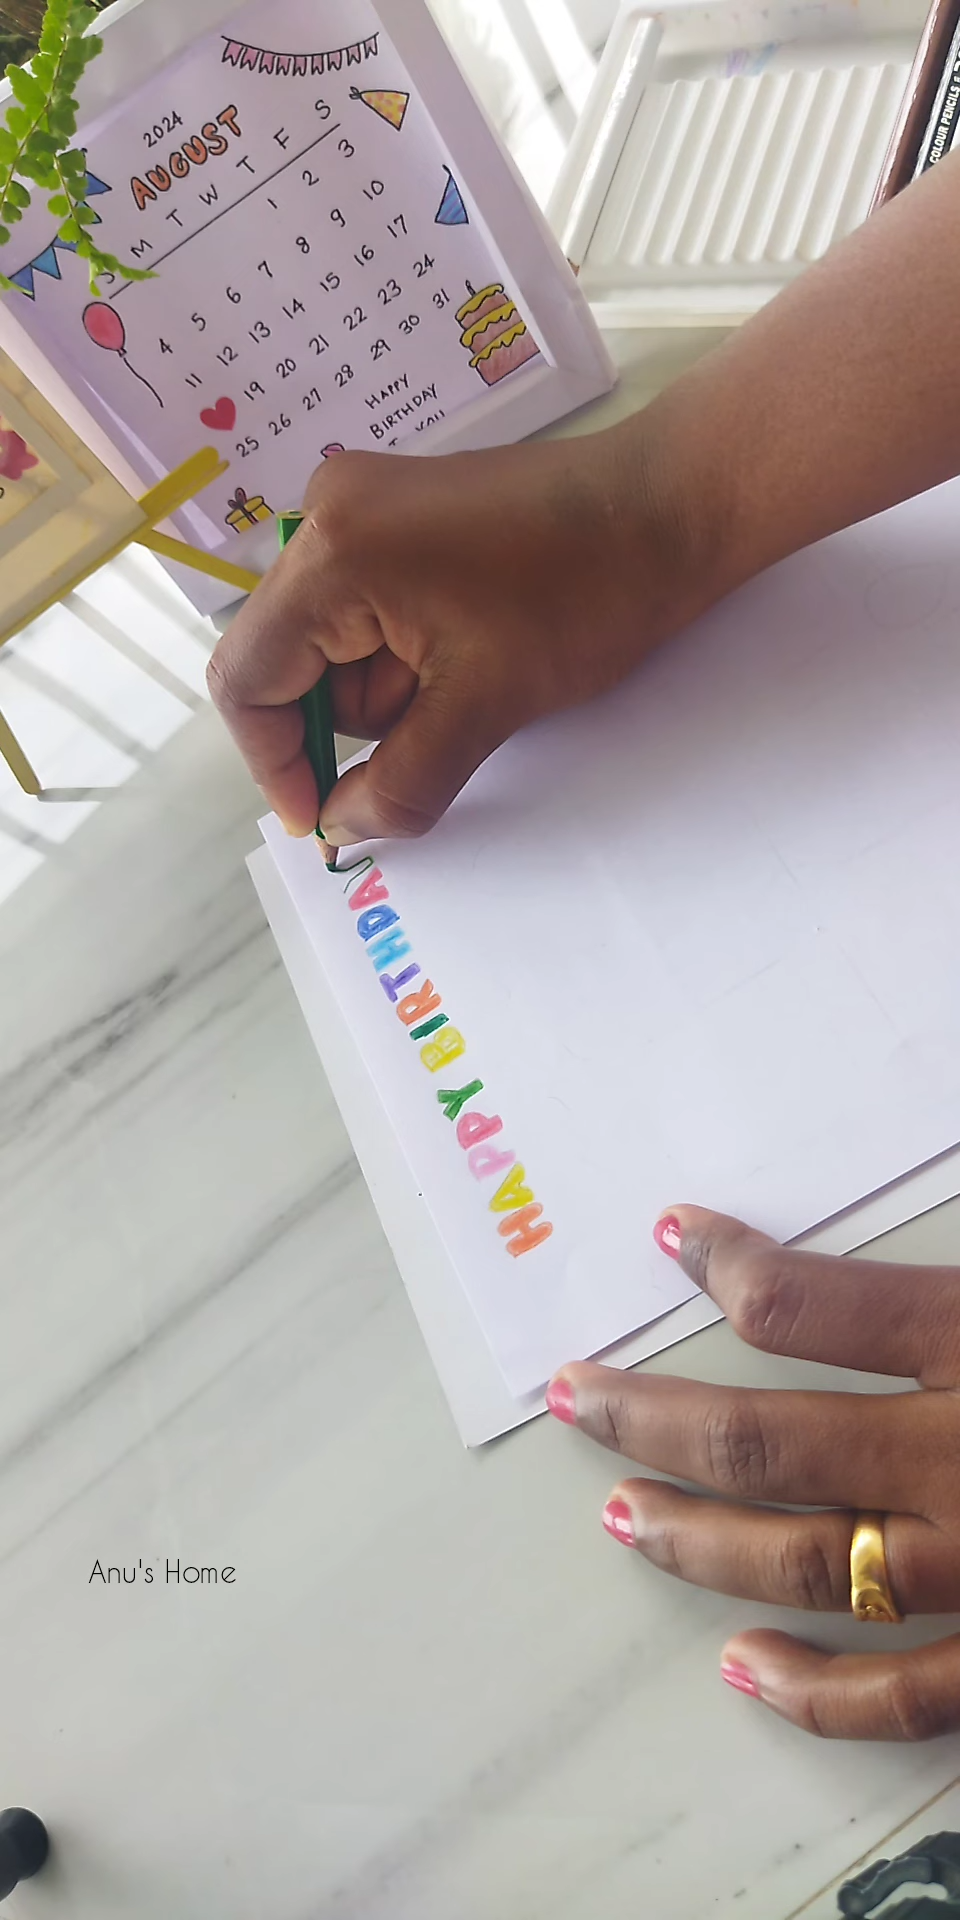 2024
AUGUST
S M T W T F S
1 2 3
4 5 6 7 8 9 10
11 12 13 14 15 16 17
19 20 21 22 23 24
25 26 27 28 29 30 31
HAPPY
BIRTHDAY
YOU
COLOUR PENCILS
HAPPY BIRTHDAY
Anu's Home